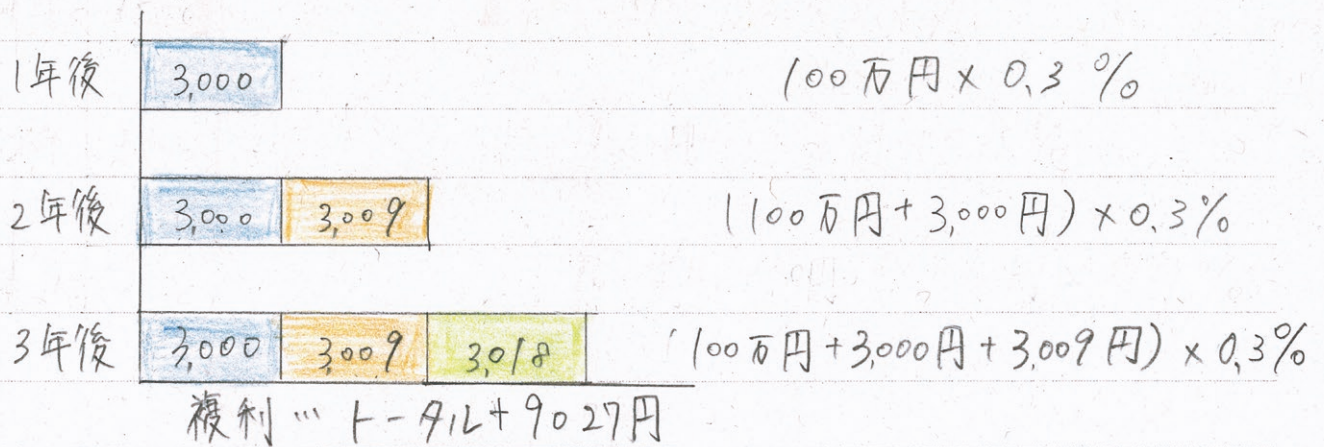 1年後 3,000 100万円 × 0.3%
2年後 3,000 3,009 (100万円+3,000円) × 0.3%
3年後 3,000 3,009 3,018 (100万円+3,000円+3,009円) × 0.3%
複利… トータル+9027円